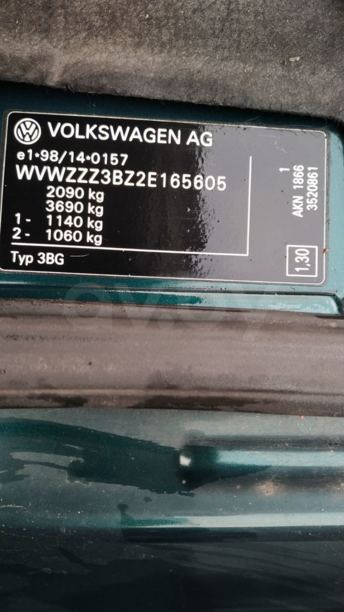 VOLKSWAGEN AG
e1*98/14*0157
WVWZZZ3BZ2E165605
2090 kg
3690 kg
1 - 1140 kg
2 - 1060 kg
Typ 3BG
1
AKN 1866
3520861
1,30